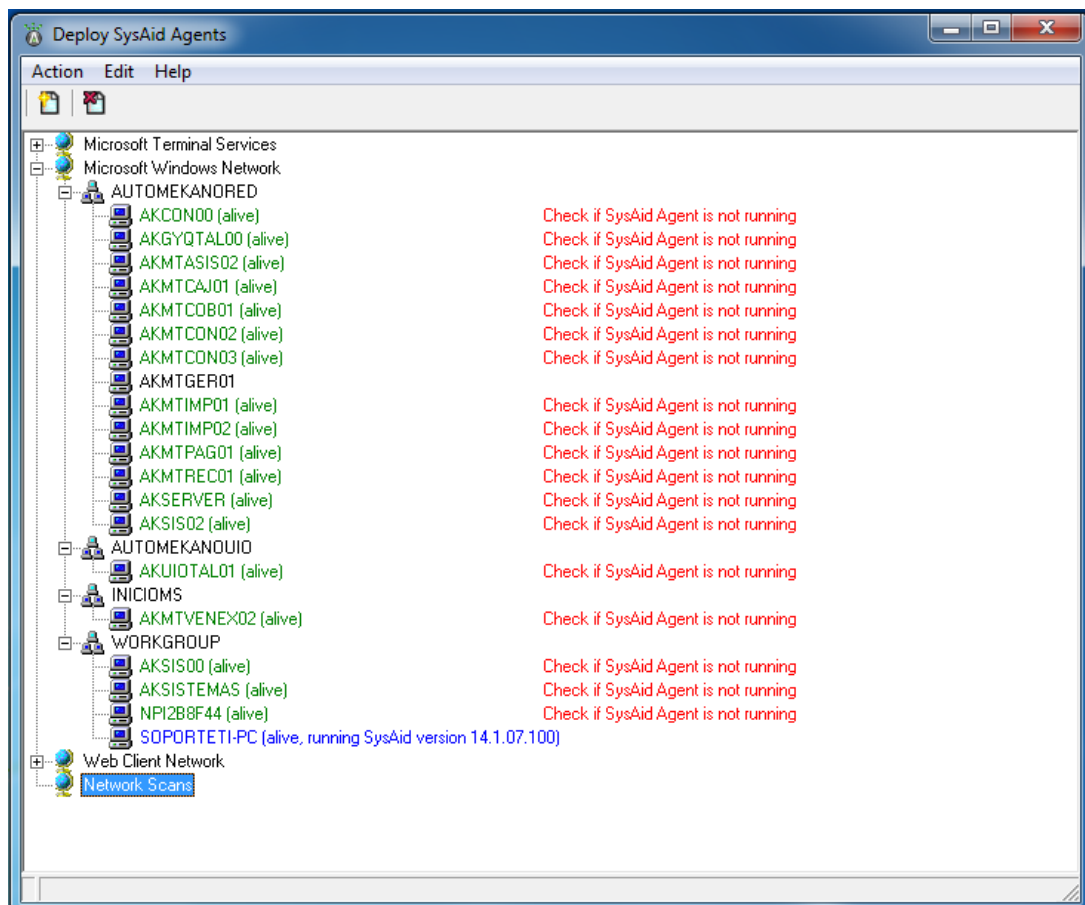 Deploy SysAid Agents
Action Edit Help
Microsoft Terminal Services
Microsoft Windows Network
AUTOMEKANORED
AKCON00 (alive) Check if SysAid Agent is not running
AKGYQTAL00 (alive) Check if SysAid Agent is not running
AKMTASIS02 (alive) Check if SysAid Agent is not running
AKMTCAJ01 (alive) Check if SysAid Agent is not running
AKMTCOB01 (alive) Check if SysAid Agent is not running
AKMTCON02 (alive) Check if SysAid Agent is not running
AKMTCON03 (alive) Check if SysAid Agent is not running
AKMTGER01
AKMTIMP01 (alive) Check if SysAid Agent is not running
AKMTIMP02 (alive) Check if SysAid Agent is not running
AKMTPAG01 (alive) Check if SysAid Agent is not running
AKMTREC01 (alive) Check if SysAid Agent is not running
AKSERVER (alive) Check if SysAid Agent is not running
AKSIS02 (alive) Check if SysAid Agent is not running
AUTOMEKANOUIO
AKUIOTAL01 (alive) Check if SysAid Agent is not running
INICIOMS
AKMTVENEX02 (alive) Check if SysAid Agent is not running
WORKGROUP
AKSIS00 (alive) Check if SysAid Agent is not running
AKSISTEMAS (alive) Check if SysAid Agent is not running
NPI2B8F44 (alive) Check if SysAid Agent is not running
SOPORTETI-PC (alive, running SysAid version 14.1.07.100)
Web Client Network
Network Scans